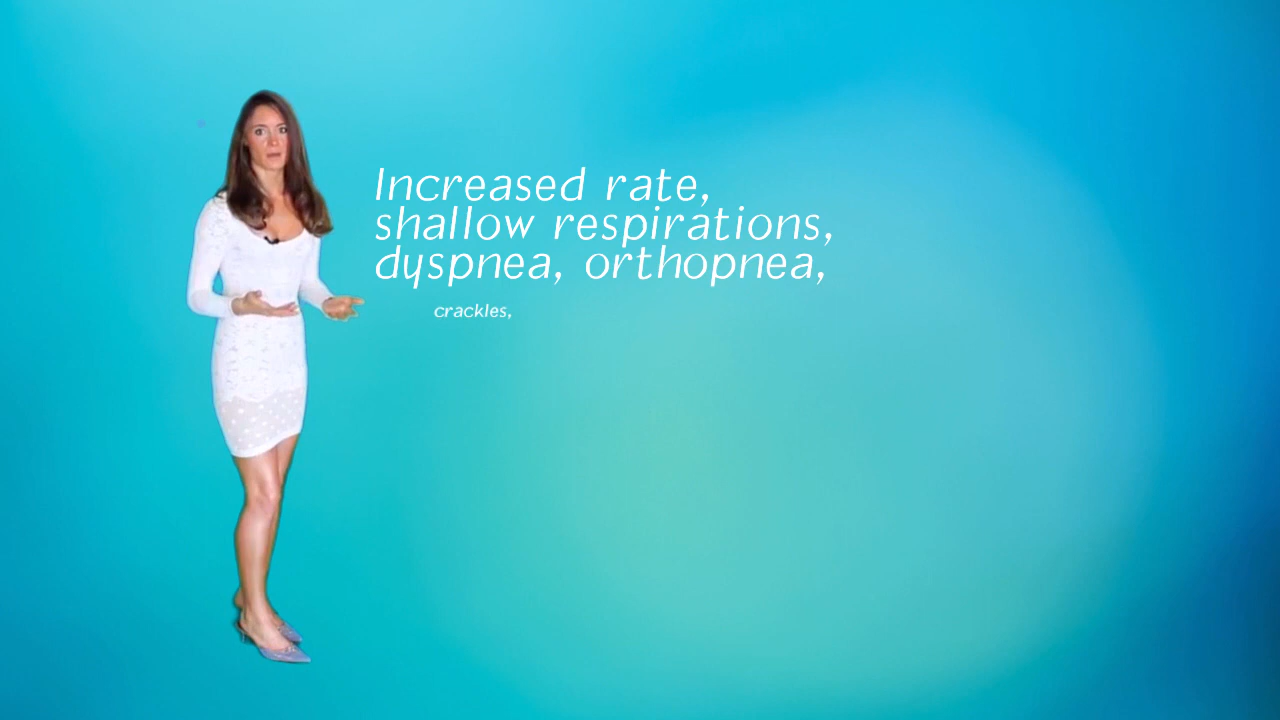 Increased rate,
shallow respirations,
dyspnea, orthopnea,
crackles,